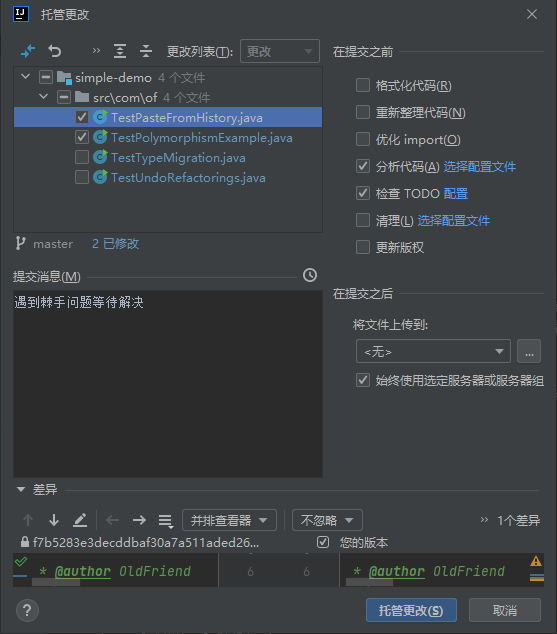 托管更改
更改列表(T): 更改
在提交之前
simple-demo 4 个文件
src\com\of 4 个文件
TestPasteFromHistory.java
TestPolymorphismExample.java
TestTypeMigration.java
TestUndoRefactorings.java
master 2 已修改
格式化代码(R)
重新整理代码(N)
优化 import(O)
分析代码(A) 选择配置文件
检查 TODO 配置
清理(L) 选择配置文件
更新版权
提交消息(M)
遇到棘手问题等待解决
在提交之后
将文件上传到:
<无>
...
始终使用选定服务器或服务器组
差异
并排查看器
不忽略
1个差异
f7b5283e3decddbaf30a7a511aded26...
您的版本
* @author OldFriend 6 6 * @author OldFriend
?
托管更改(S)
取消